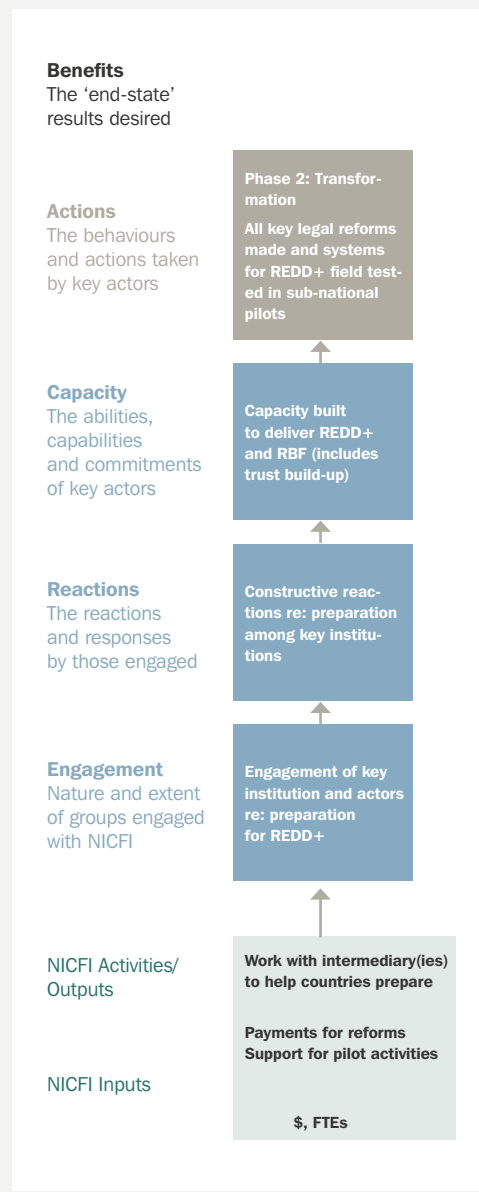 Benefits
The ‘end-state’
results desired
Actions
The behaviours
and actions taken
by key actors
Phase 2: Transfor-
mation
All key legal reforms
made and systems
for REDD+ field test-
ed in sub-national
pilots
Capacity
The abilities,
capabilities
and commitments
of key actors
Capacity built
to deliver REDD+
and RBF (includes
trust build-up)
Reactions
The reactions
and responses
by those engaged
Constructive reac-
tions re: preparation
among key institu-
tions
Engagement
Nature and extent
of groups engaged
with NICFI
Engagement of key
institution and actors
re: preparation
for REDD+
NICFI Activities/
Outputs
Work with intermediary(ies)
to help countries prepare
Payments for reforms
Support for pilot activities
NICFI Inputs
$, FTEs